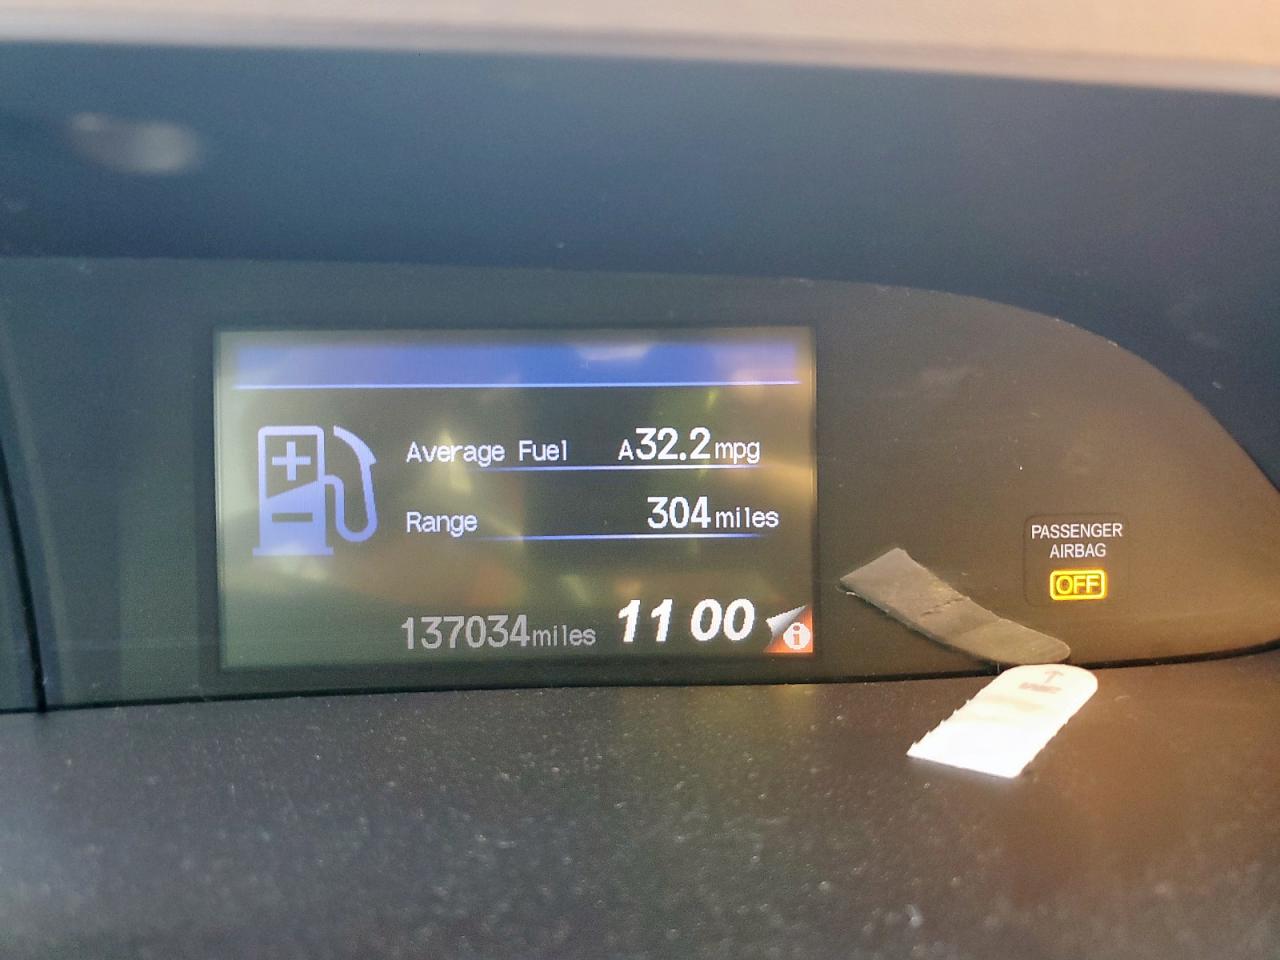 Average Fuel A32.2mpg
Range 304miles
137034miles 11 00
i
PASSENGER
AIRBAG
OFF